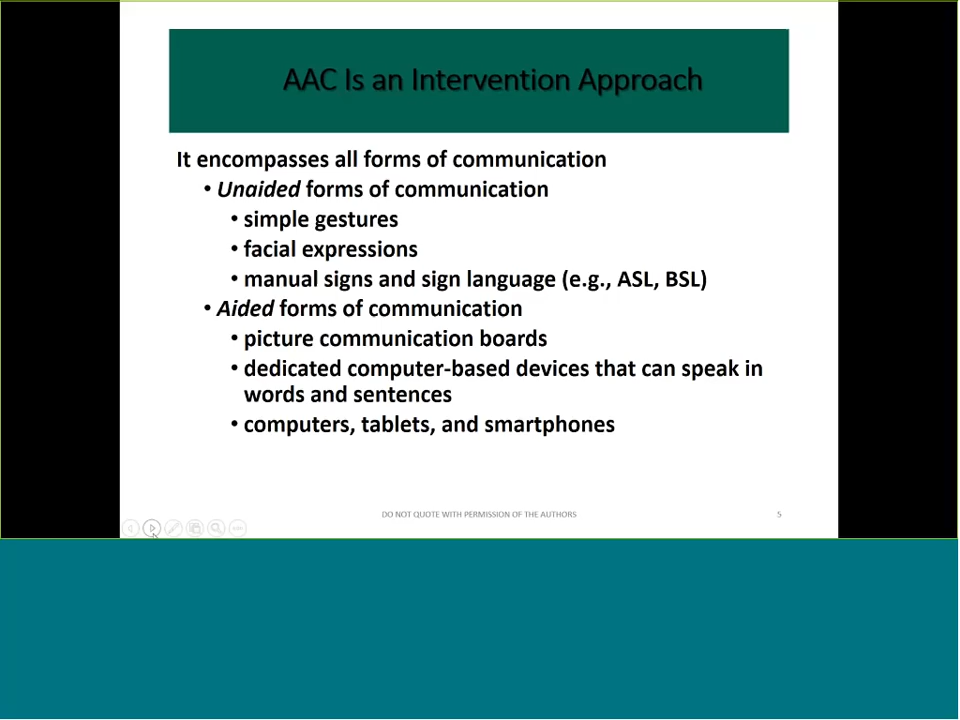 AAC Is an Intervention Approach
It encompasses all forms of communication
• Unaided forms of communication
• simple gestures
• facial expressions
• manual signs and sign language (e.g., ASL, BSL)
• Aided forms of communication
• picture communication boards
• dedicated computer-based devices that can speak in
words and sentences
• computers, tablets, and smartphones
DO NOT QUOTE WITH PERMISSION OF THE AUTHORS
5